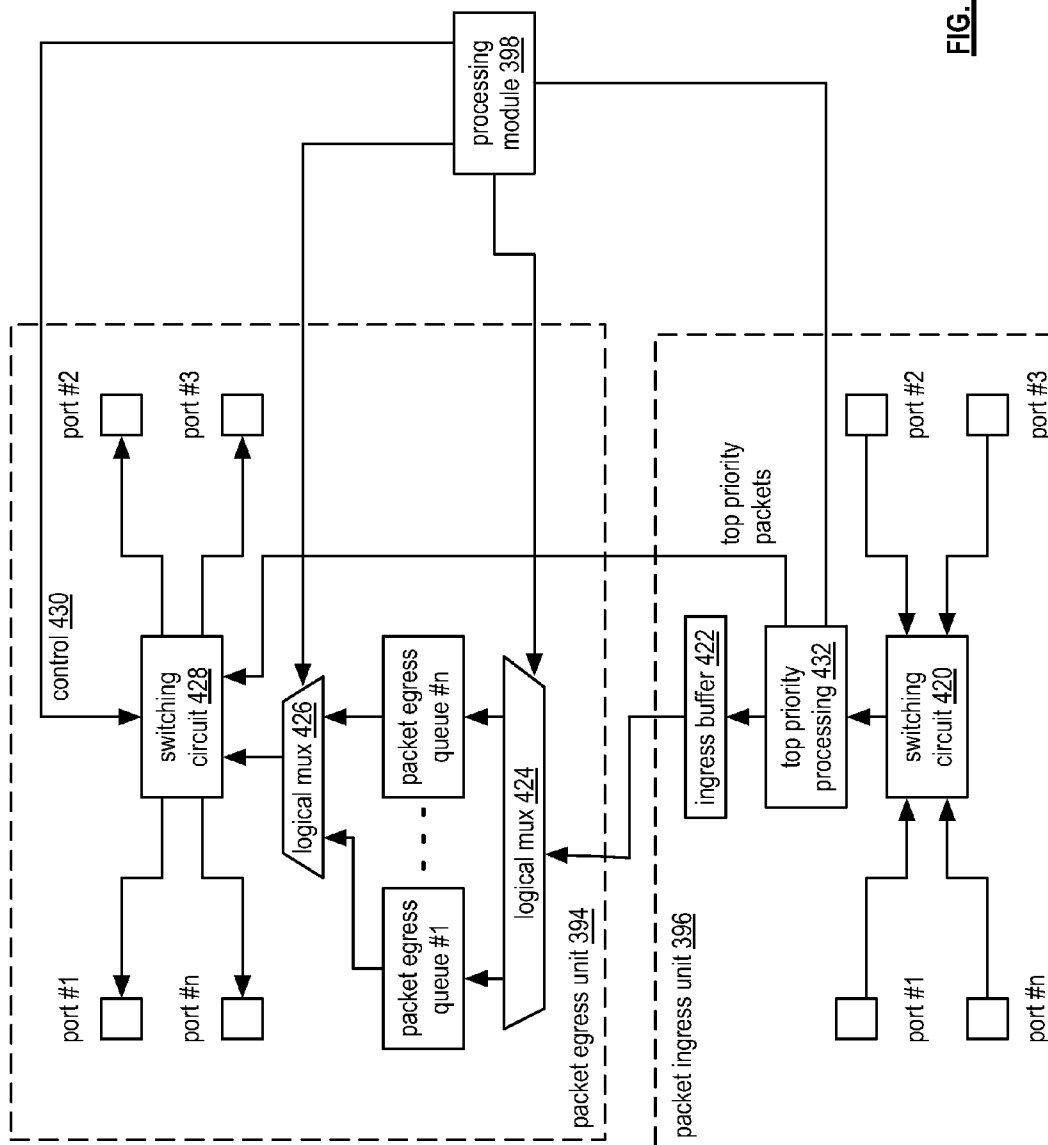 FIG.
processing
module 398
control 430
port #2
port #3
switching
circuit 428
port #1
port #n
logical mux 426
packet egress
queue #n
packet egress
queue #1
logical mux 424
packet egress unit 394
top priority
packets
ingress buffer 422
top priority
processing 432
packet ingress unit 396
port #2
port #3
switching
circuit 420
port #1
port #n